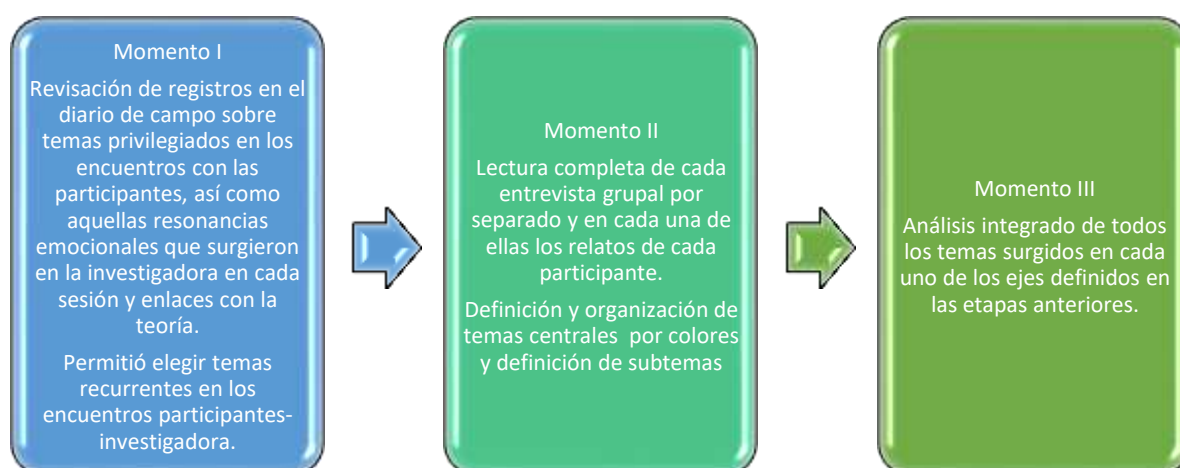 Momento I
Revisación de registros en el
diario de campo sobre
temas privilegiados en los
encuentros con las
participantes, así como
aquellas resonancias
emocionales que surgieron
en la investigadora en cada
sesión y enlaces con la
teoría.
Permitió elegir temas
recurrentes en los
encuentros participantes-
investigadora.
Momento II
Lectura completa de cada
entrevista grupal por
separado y en cada una de
ellas los relatos de cada
participante.
Definición y organización de
temas centrales por colores
y definición de subtemas
Momento III
Análisis integrado de todos
los temas surgidos en cada
uno de los ejes definidos en
las etapas anteriores.